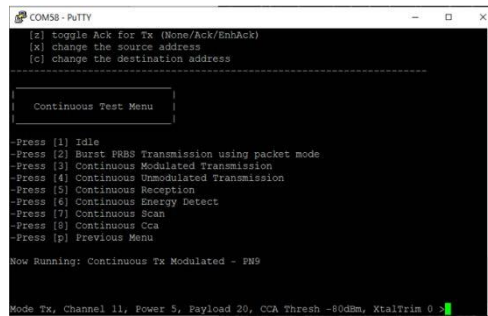 COM58 - PuTTY
[z] toggle Ack for Tx (None/Ack/EnhAck)
[x] change the source address
[c] change the destination address
Continuous Test Menu
-Press [1] Idle
-Press [2] Burst PRBS Transmission using packet mode
-Press [3] Continuous Modulated Transmission
-Press [4] Continuous Unmodulated Transmission
-Press [5] Continuous Reception
-Press [6] Continuous Energy Detect
-Press [7] Continuous Scan
-Press [8] Continuous Cca
-Press [p] Previous Menu
Now Running: Continuous Tx Modulated - PN9
Mode Tx, Channel 11, Power 5, Payload 20, CCA Thresh -80dBm, XtalTrim 0 >